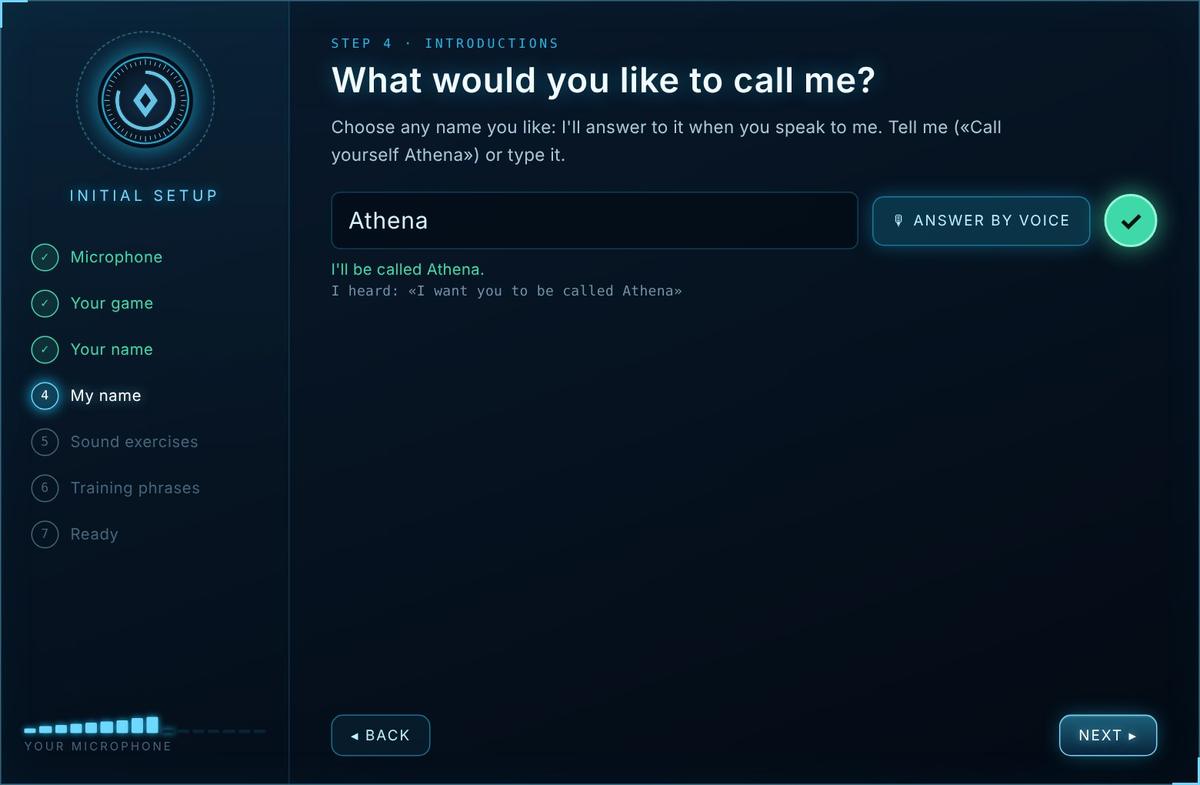 INITIAL SETUP
✓ Microphone
✓ Your game
✓ Your name
4 My name
5 Sound exercises
6 Training phrases
7 Ready
YOUR MICROPHONE
STEP 4 · INTRODUCTIONS
What would you like to call me?
Choose any name you like: I'll answer to it when you speak to me. Tell me («Call
yourself Athena») or type it.
Athena
🎙 ANSWER BY VOICE
✓
I'll be called Athena.
I heard: «I want you to be called Athena»
◂ BACK
NEXT ▸